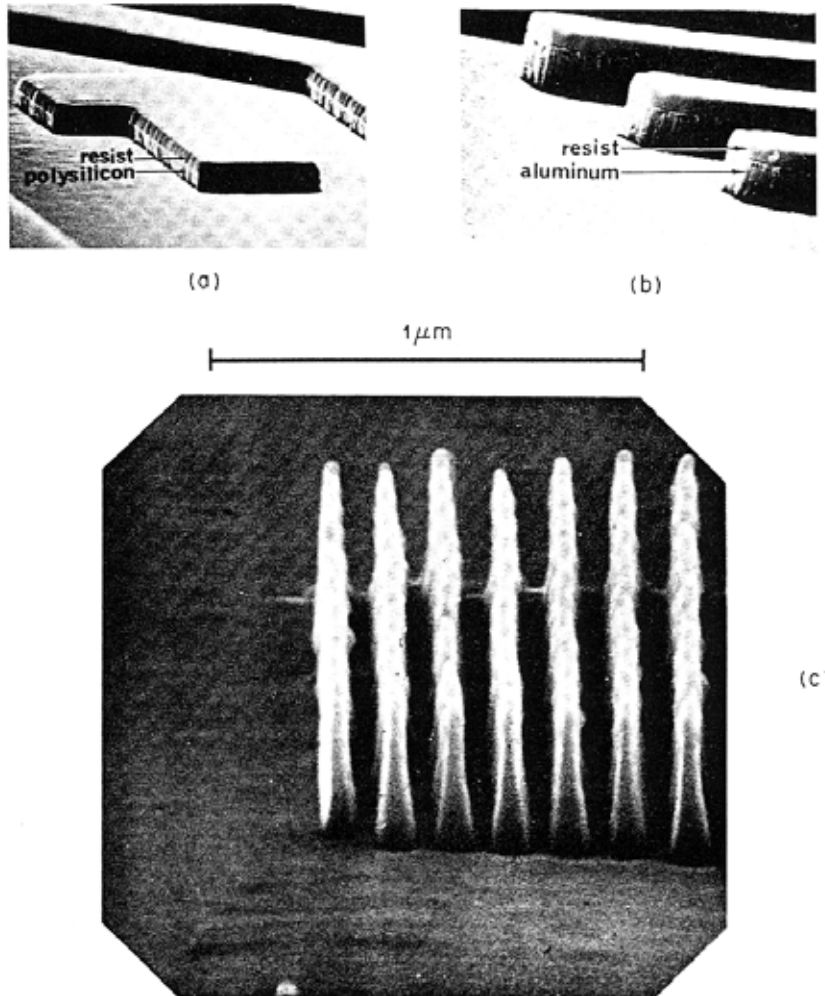 resist
polysilicon
resist
aluminum
(a)
(b)
1μm
(c)